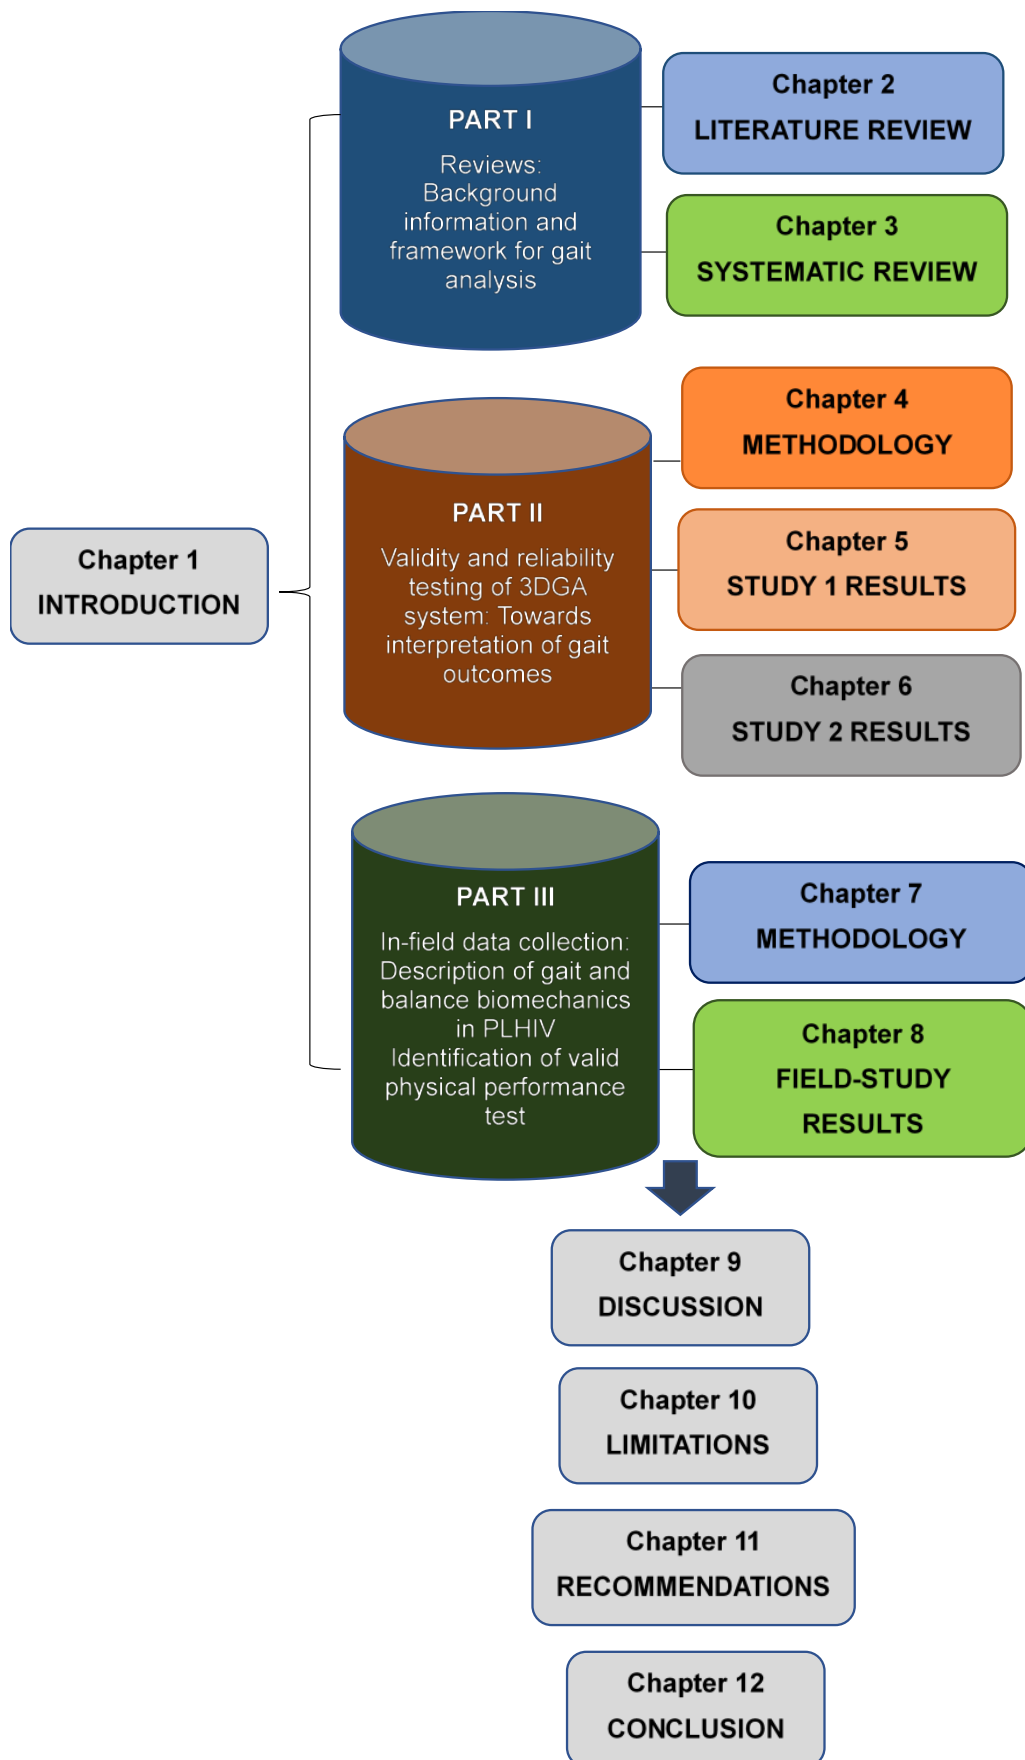 Chapter 1
INTRODUCTION
PART I
Reviews:
Background
information and
framework for gait
analysis
Chapter 2
LITERATURE REVIEW
Chapter 3
SYSTEMATIC REVIEW
PART II
Validity and reliability
testing of 3DGA
system: Towards
interpretation of gait
outcomes
Chapter 4
METHODOLOGY
Chapter 5
STUDY 1 RESULTS
Chapter 6
STUDY 2 RESULTS
PART III
In-field data collection:
Description of gait and
balance biomechanics
in PLHIV
Identification of valid
physical performance
test
Chapter 7
METHODOLOGY
Chapter 8
FIELD-STUDY
RESULTS
Chapter 9
DISCUSSION
Chapter 10
LIMITATIONS
Chapter 11
RECOMMENDATIONS
Chapter 12
CONCLUSION